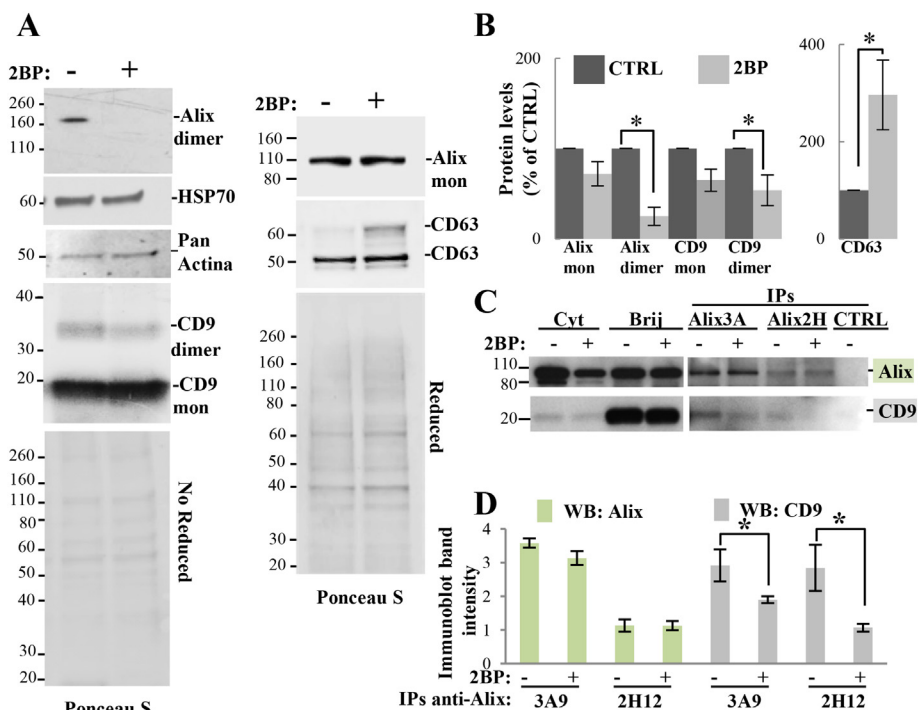 A
2BP: - +
260
160
110
-Alix
dimer
60
-HSP70
50
Pan
Actina
40
30
20
-CD9
dimer
-CD9
mon
260
160
110
80
60
50
40
30
20
No Reduced
Ponceau S
2BP: - +
160
110
80
-Alix
mon
60
50
-CD63
-CD63
260
160
110
80
60
50
40
30
20
Reduced
Ponceau S
B
Protein levels
(% of CTRL)
200
0
CTRL 2BP
* *
Alix
mon
Alix
dimer
CD9
mon
CD9
dimer
400
200
0
*
CD63
C
IPs
Cyt Brij Alix3A Alix2H CTRL
2BP: - + - + - + - + -
110
80
Alix
20
CD9
D
WB: Alix WB: CD9
* *
Immunoblot band
intensity
4
3
2
1
0
2BP: - + - + - + - +
IPs anti-Alix: 3A9 2H12 3A9 2H12